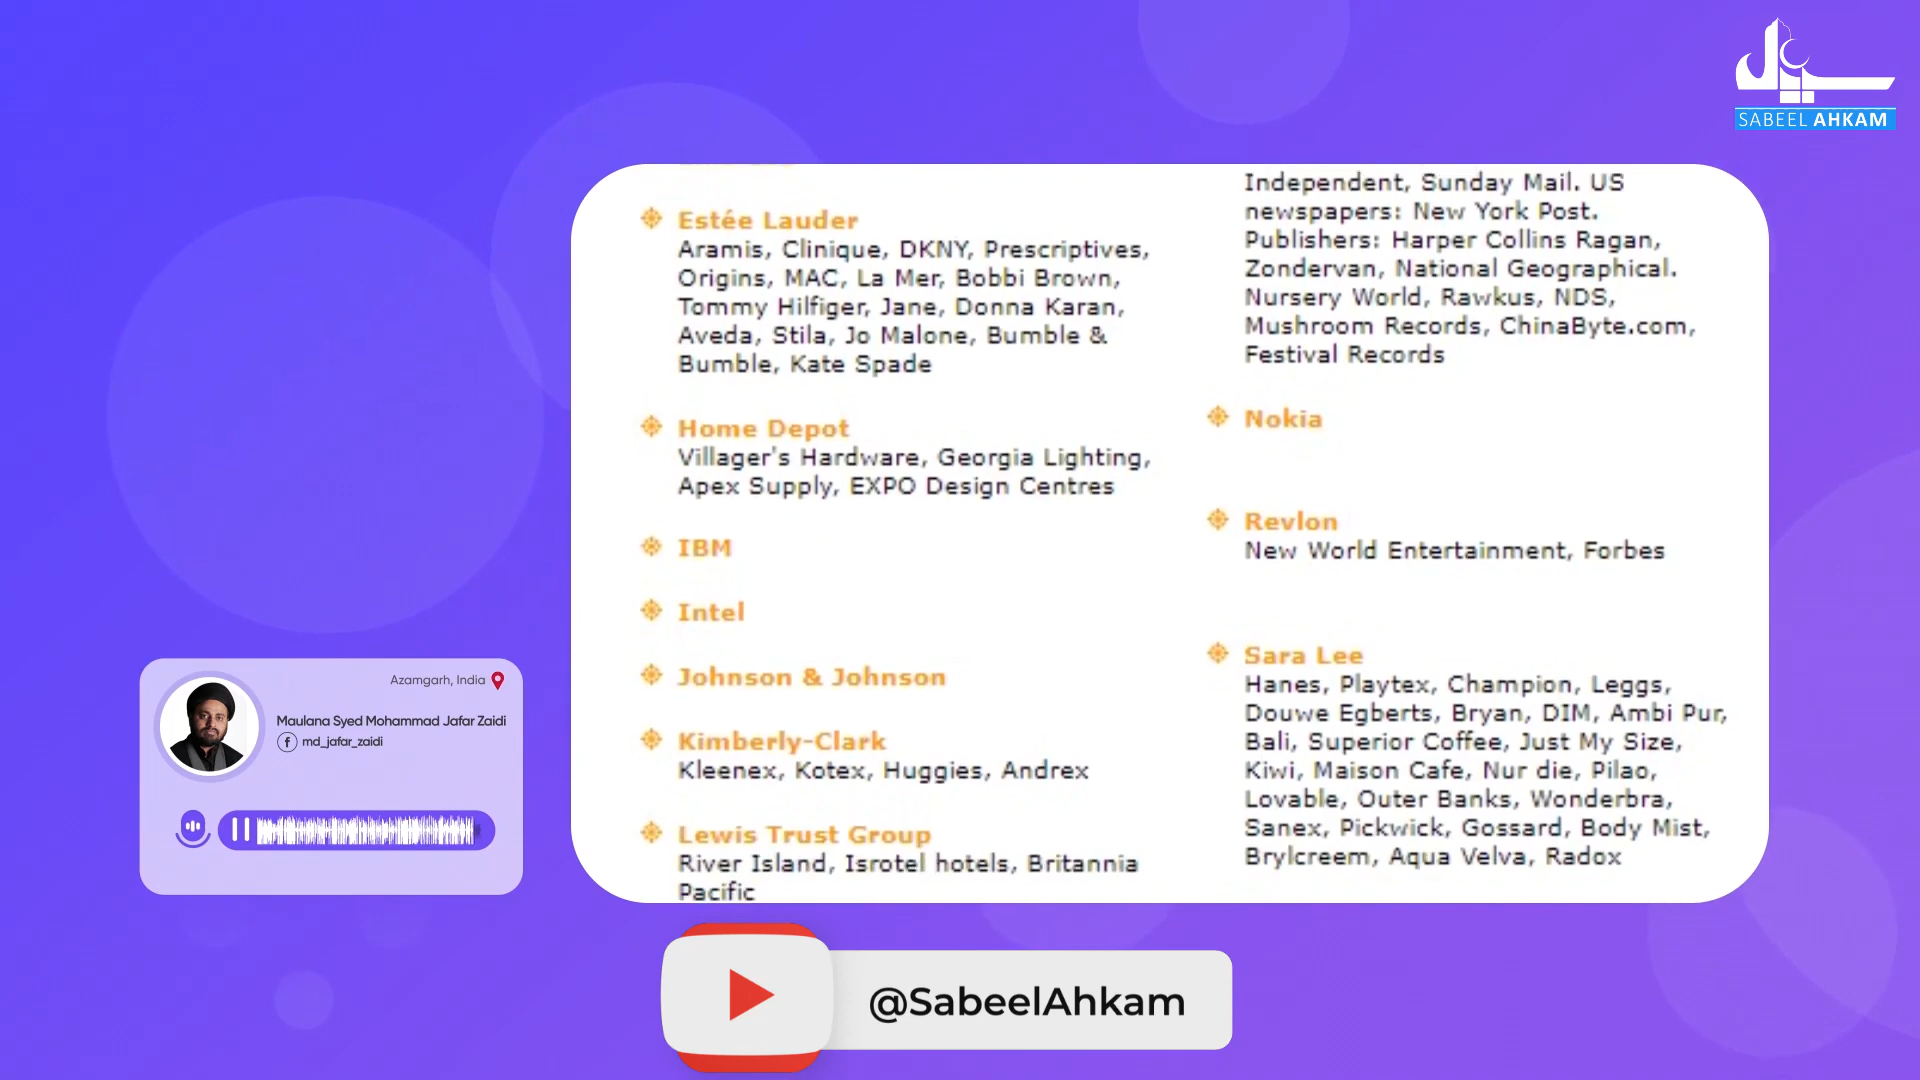 SABEEL AHKAM
Estée Lauder
Aramis, Clinique, DKNY, Prescriptives,
Origins, MAC, La Mer, Bobbi Brown,
Tommy Hilfiger, Jane, Donna Karan,
Aveda, Stila, Jo Malone, Bumble &
Bumble, Kate Spade
Home Depot
Villager's Hardware, Georgia Lighting,
Apex Supply, EXPO Design Centres
IBM
Intel
Johnson & Johnson
Kimberly-Clark
Kleenex, Kotex, Huggies, Andrex
Lewis Trust Group
River Island, Isrotel hotels, Britannia
Pacific
Independent, Sunday Mail. US
newspapers: New York Post.
Publishers: Harper Collins Ragan,
Zondervan, National Geographical.
Nursery World, Rawkus, NDS,
Mushroom Records, ChinaByte.com,
Festival Records
Nokia
Revlon
New World Entertainment, Forbes
Sara Lee
Hanes, Playtex, Champion, Leggs,
Douwe Egberts, Bryan, DIM, Ambi Pur,
Bali, Superior Coffee, Just My Size,
Kiwi, Maison Cafe, Nur die, Pilao,
Lovable, Outer Banks, Wonderbra,
Sanex, Pickwick, Gossard, Body Mist,
Brylcreem, Aqua Velva, Radox
Azamgarh, India
Maulana Syed Mohammad Jafar Zaidi
md_jafar_zaidi
@SabeelAhkam